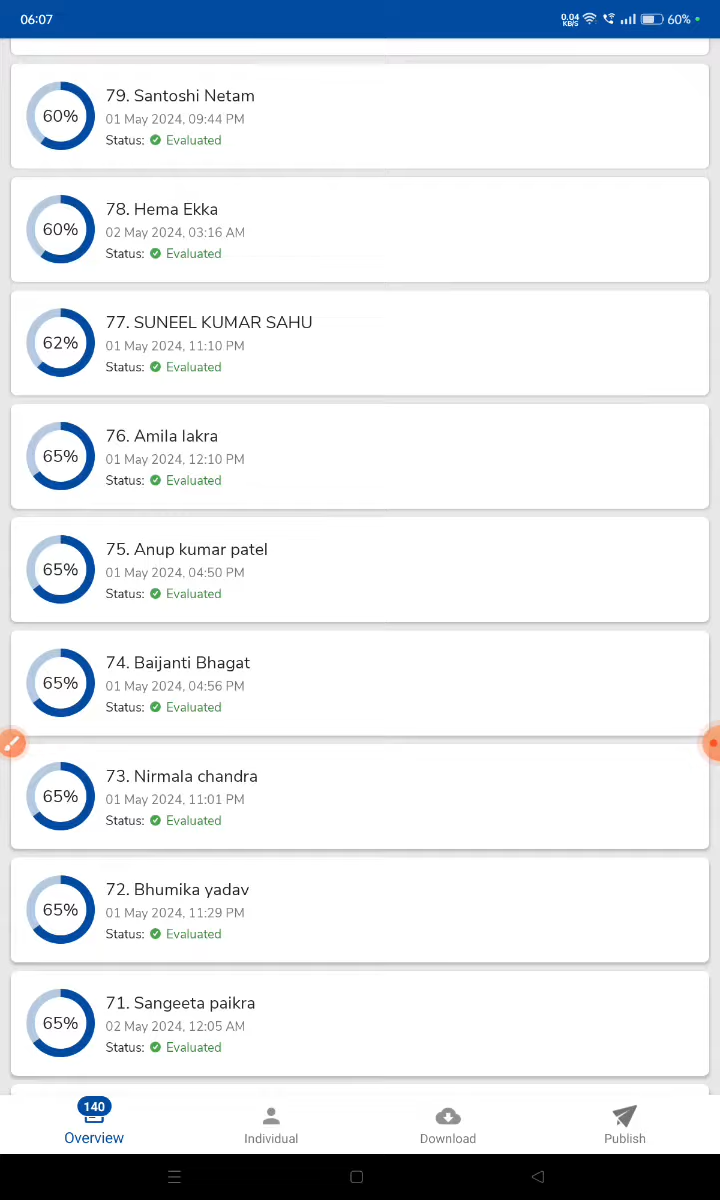 06:07
0.04 KB/S
60%
60%
79. Santoshi Netam
01 May 2024, 09:44 PM
Status: Evaluated
60%
78. Hema Ekka
02 May 2024, 03:16 AM
Status: Evaluated
62%
77. SUNEEL KUMAR SAHU
01 May 2024, 11:10 PM
Status: Evaluated
65%
76. Amila lakra
01 May 2024, 12:10 PM
Status: Evaluated
65%
75. Anup kumar patel
01 May 2024, 04:50 PM
Status: Evaluated
65%
74. Baijanti Bhagat
01 May 2024, 04:56 PM
Status: Evaluated
65%
73. Nirmala chandra
01 May 2024, 11:01 PM
Status: Evaluated
65%
72. Bhumika yadav
01 May 2024, 11:29 PM
Status: Evaluated
65%
71. Sangeeta paikra
02 May 2024, 12:05 AM
Status: Evaluated
140
Overview
Individual
Download
Publish